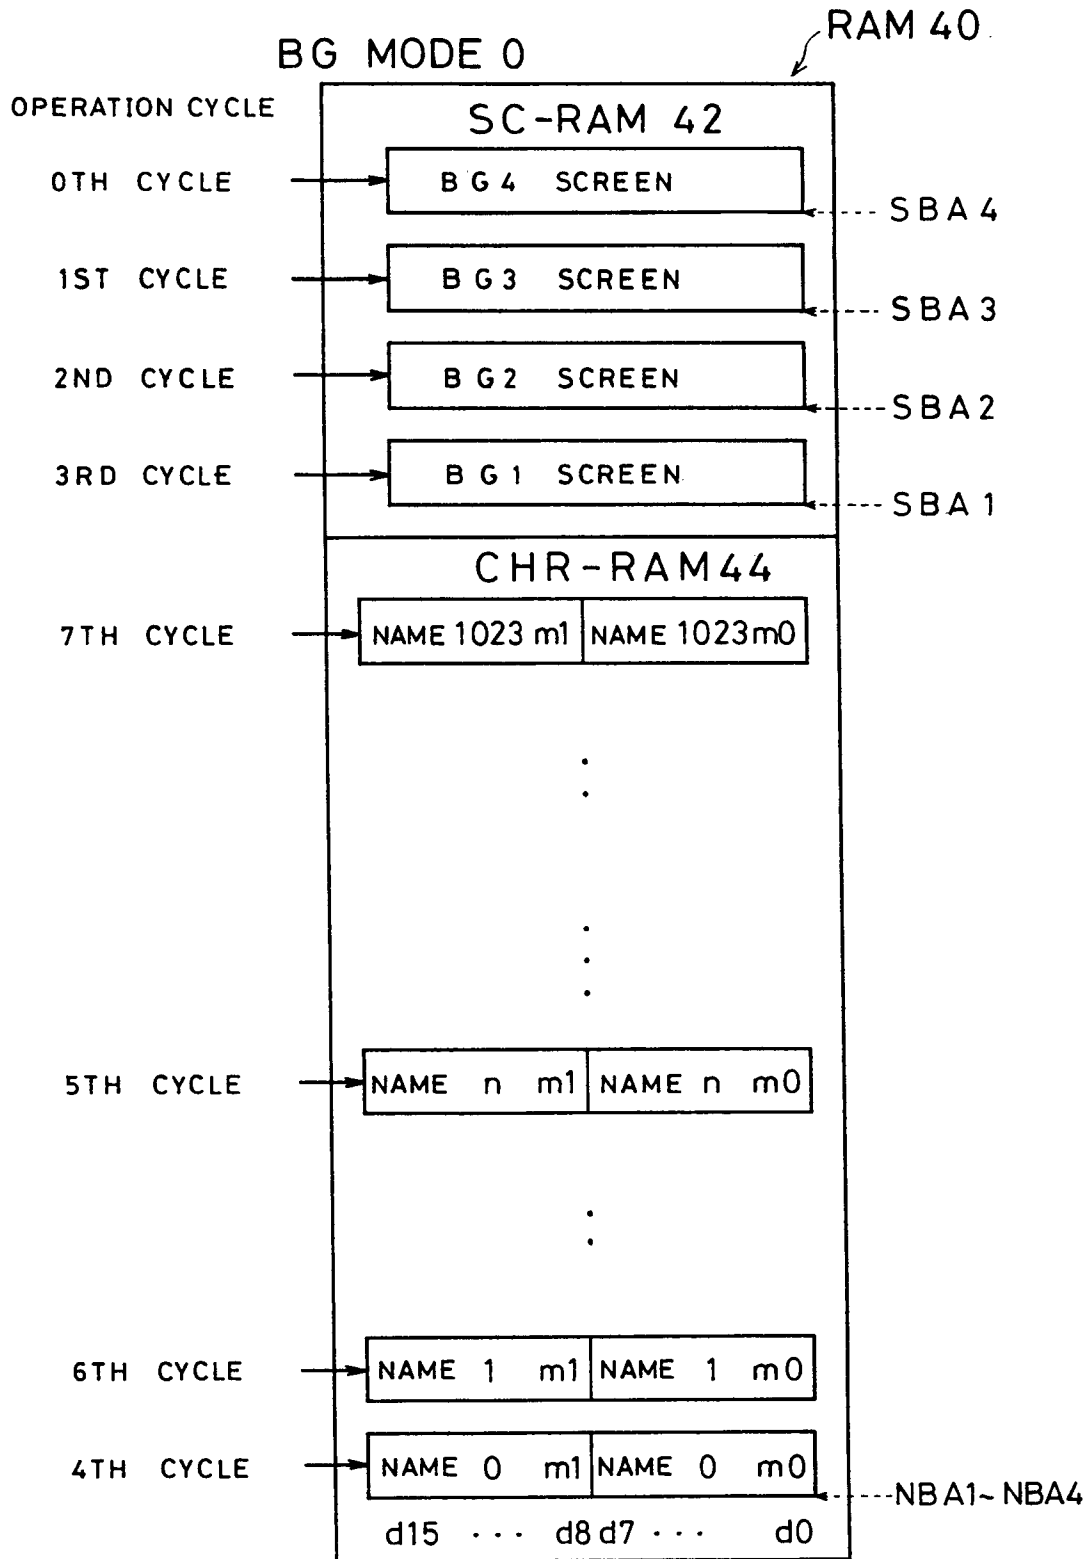 RAM 40
BG MODE 0
OPERATION CYCLE
SC-RAM 42
0TH CYCLE
BG4 SCREEN
SBA4
1ST CYCLE
BG3 SCREEN
SBA3
2ND CYCLE
BG2 SCREEN
SBA2
3RD CYCLE
BG1 SCREEN
SBA1
CHR-RAM44
7TH CYCLE
NAME 1023 m1 NAME 1023 m0
5TH CYCLE
NAME n m1 NAME n m0
6TH CYCLE
NAME 1 m1 NAME 1 m0
4TH CYCLE
NAME 0 m1 NAME 0 m0
NBA1~NBA4
d15 ··· d8 d7 ··· d0